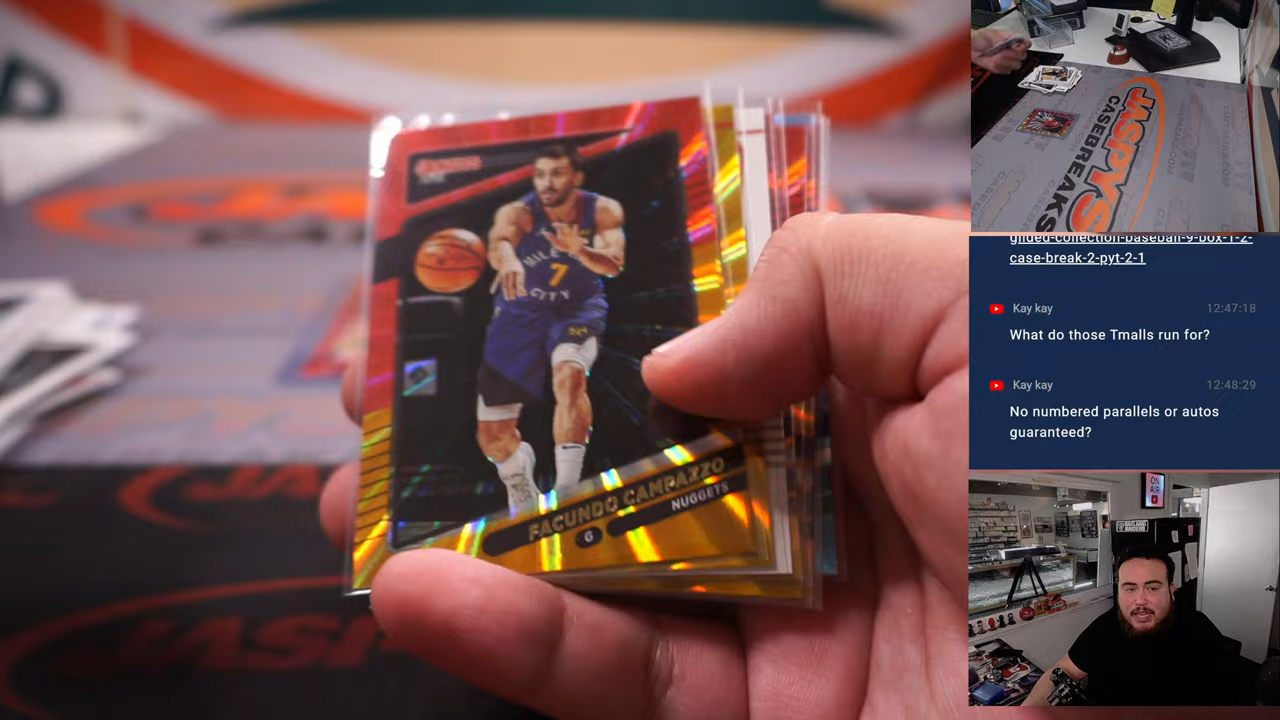 FACUNDO CAMPAZZO
G
NUGGETS
MILE
7
CITY
JASPYS
CASEBREAKS
gilded-collection-baseball-9-box-1-2-
case-break-2-pyt-2-1
Kay kay 12:47:18
What do those Tmalls run for?
Kay kay 12:48:29
No numbered parallels or autos
guaranteed?
ON
AIR